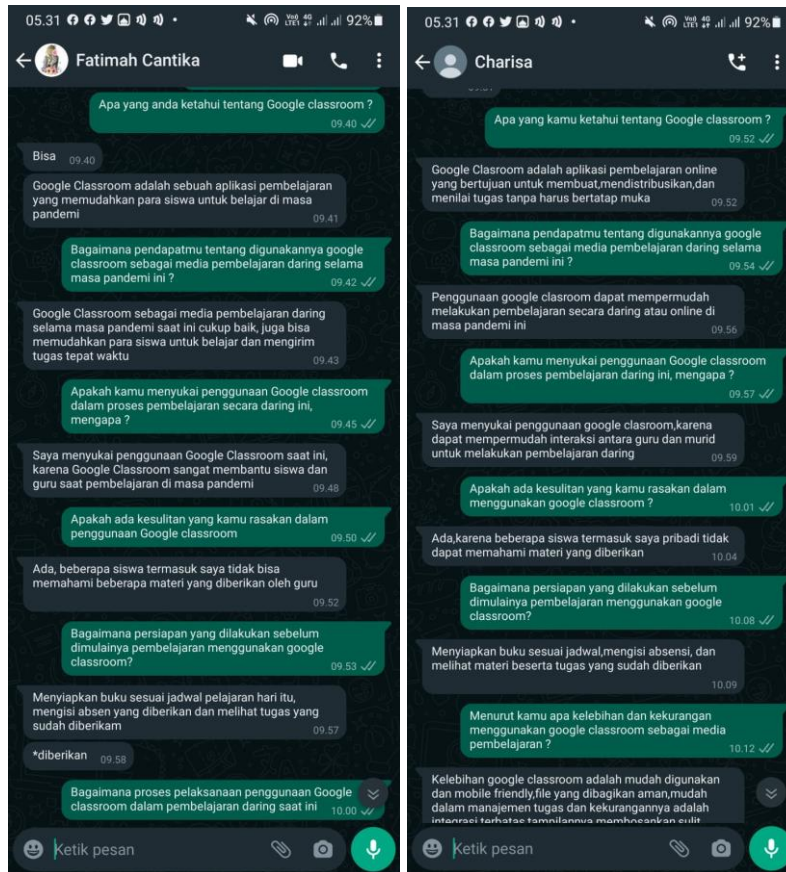 05.31
92%
Fatimah Cantika
Apa yang anda ketahui tentang Google classroom ?
09.40
Bisa 09.40
Google Classroom adalah sebuah aplikasi pembelajaran
yang memudahkan para siswa untuk belajar di masa
pandemi
09.41
Bagaimana pendapatmu tentang digunakannya google
classroom sebagai media pembelajaran daring selama
masa pandemi ini ?
09.42
Google Classroom sebagai media pembelajaran daring
selama masa pandemi saat ini cukup baik, juga bisa
memudahkan para siswa untuk belajar dan mengirim
tugas tepat waktu
09.43
Apakah kamu menyukai penggunaan Google classroom
dalam proses pembelajaran secara daring ini,
mengapa ?
09.45
Saya menyukai penggunaan Google Classroom saat ini,
karena Google Classroom sangat membantu siswa dan
guru saat pembelajaran di masa pandemi
09.48
Apakah ada kesulitan yang kamu rasakan dalam
penggunaan Google classroom
09.50
Ada, beberapa siswa termasuk saya tidak bisa
memahami beberapa materi yang diberikan oleh guru
09.52
Bagaimana persiapan yang dilakukan sebelum
dimulainya pembelajaran menggunakan google
classroom?
09.53
Menyiapkan buku sesuai jadwal pelajaran hari itu,
mengisi absen yang diberikan dan melihat tugas yang
sudah diberikam
09.57
*diberikan 09.58
Bagaimana proses pelaksanaan penggunaan Google
classroom dalam pembelajaran daring saat ini 10.00
Ketik pesan
05.31
92%
Charisa
Apa yang kamu ketahui tentang Google classroom ?
09.52
Google Clasroom adalah aplikasi pembelajaran online
yang bertujuan untuk membuat,mendistribusikan,dan
menilai tugas tanpa harus bertatap muka 09.52
Bagaimana pendapatmu tentang digunakannya google
classroom sebagai media pembelajaran daring selama
masa pandemi ini ?
09.54
Penggunaan google clasroom dapat mempermudah
melakukan pembelajaran secara daring atau online di
masa pandemi ini
09.56
Apakah kamu menyukai penggunaan Google classroom
dalam proses pembelajaran daring ini, mengapa ?
09.57
Saya menyukai penggunaan google clasroom,karena
dapat mempermudah interaksi antara guru dan murid
untuk melakukan pembelajaran daring
09.59
Apakah ada kesulitan yang kamu rasakan dalam
menggunakan google classroom ?
10.01
Ada,karena beberapa siswa termasuk saya pribadi tidak
dapat memahami materi yang diberikan
10.04
Bagaimana persiapan yang dilakukan sebelum
dimulainya pembelajaran menggunakan google
classroom?
10.08
Menyiapkan buku sesuai jadwal,mengisi absensi, dan
melihat materi beserta tugas yang sudah diberikan
10.09
Menurut kamu apa kelebihan dan kekurangan
menggunakan google classroom sebagai media
pembelajaran ?
10.12
Kelebihan google classroom adalah mudah digunakan
dan mobile friendly,file yang dibagikan aman,mudah
dalam manajemen tugas dan kekurangannya adalah
integrasi terbatas tampilannya membosankan sulit
Ketik pesan